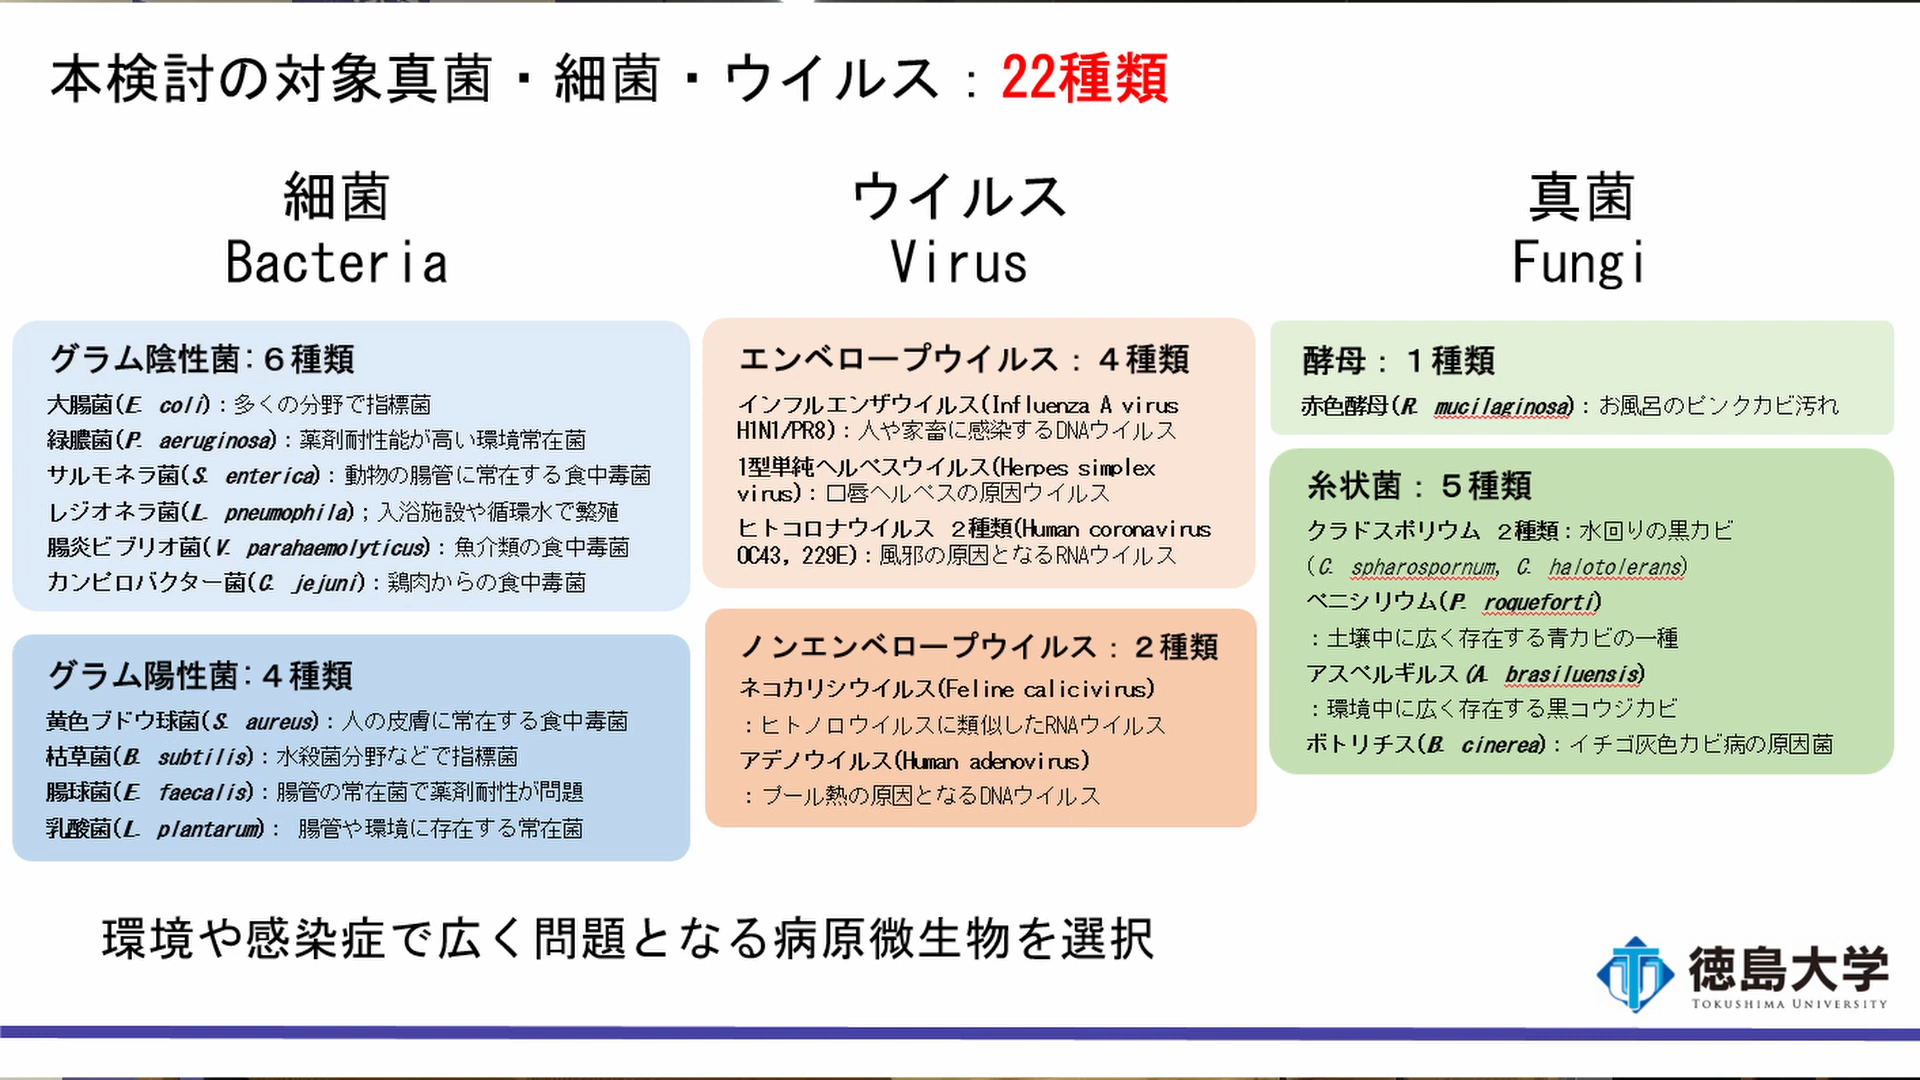 本検討の対象真菌・細菌・ウイルス：22種類
細菌
Bacteria
グラム陰性菌：６種類
大腸菌(E. coli)：多くの分野で指標菌
緑膿菌(P. aeruginosa)：薬剤耐性能が高い環境常在菌
サルモネラ菌(S. enterica)：動物の腸管に常在する食中毒菌
レジオネラ菌(L. pneumophila)；入浴施設や循環水で繁殖
腸炎ビブリオ菌(V. parahaemolyticus)：魚介類の食中毒菌
カンピロバクター菌(C. jejuni)：鶏肉からの食中毒菌
グラム陽性菌：４種類
黄色ブドウ球菌(S. aureus)：人の皮膚に常在する食中毒菌
枯草菌(B. subtilis)：水殺菌分野などで指標菌
腸球菌(E. faecalis)：腸管の常在菌で薬剤耐性が問題
乳酸菌(L. plantarum)：腸管や環境に存在する常在菌
ウイルス
Virus
エンベロープウイルス：４種類
インフルエンザウイルス(Influenza A virus
H1N1/PR8)：人や家畜に感染するDNAウイルス
1型単純ヘルペスウイルス(Herpes simplex
virus)：口唇ヘルペスの原因ウイルス
ヒトコロナウイルス ２種類(Human coronavirus
OC43, 229E)：風邪の原因となるRNAウイルス
ノンエンベロープウイルス：２種類
ネコカリシウイルス(Feline calicivirus)
：ヒトノロウイルスに類似したRNAウイルス
アデノウイルス(Human adenovirus)
：プール熱の原因となるDNAウイルス
真菌
Fungi
酵母：１種類
赤色酵母(R. mucilaginosa)：お風呂のピンクカビ汚れ
糸状菌：５種類
クラドスポリウム ２種類：水回りの黒カビ
(C. spharospornum, C. halotolerans)
ペニシリウム(P. roqueforti)
：土壌中に広く存在する青カビの一種
アスペルギルス(A. brasiluensis)
：環境中に広く存在する黒コウジカビ
ボトリチス(B. cinerea)：イチゴ灰色カビ病の原因菌
環境や感染症で広く問題となる病原微生物を選択
徳島大学
TOKUSHIMA UNIVERSITY